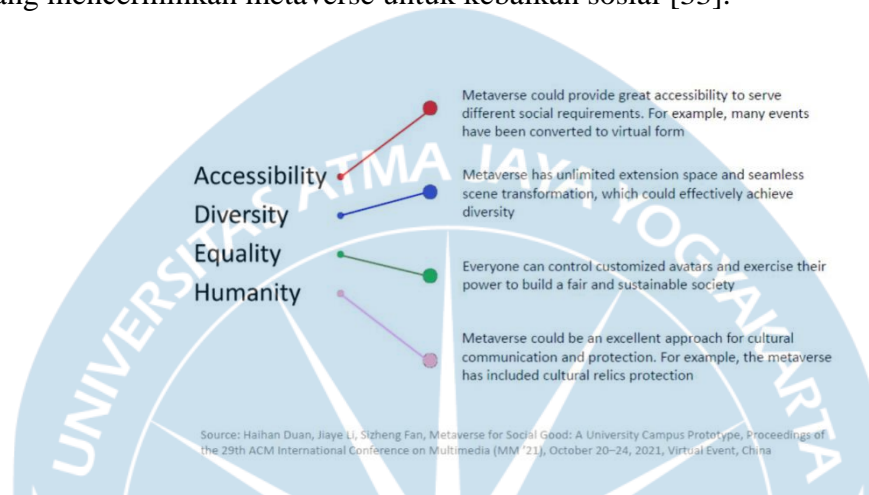 mencerminkan metaverse untuk kebaikan sosial
Metaverse could provide great accessibility to serve
different social requirements. For example, many events
have been converted to virtual form
Accessibility
Metaverse has unlimited extension space and seamless
scene transformation, which could effectively achieve
diversity
Diversity
Equality
Everyone can control customized avatars and exercise their
power to build a fair and sustainable society
Humanity
Metaverse could be an excellent approach for cultural
communication and protection. For example, the metaverse
has included cultural relics protection
Source: Haihan Duan, Jiaye Li, Sizheng Fan, Metaverse for Social Good: A University Campus Prototype, Proceedings of
the 29th ACM International Conference on Multimedia (MM '21), October 20–24, 2021, Virtual Event, China
UNIVERSITAS ATMA JAYA YOGYAKARTA